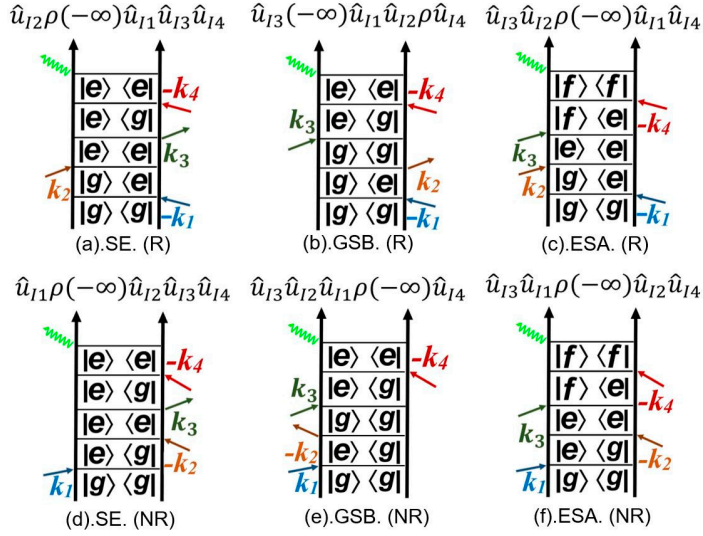 û_{I2}ρ(−∞)û_{I1}û_{I3}û_{I4}
|e⟩ ⟨e| -k₄
|e⟩ ⟨g|
|e⟩ ⟨e| k₃
k₂ |g⟩ ⟨e|
|g⟩ ⟨g| -k₁
(a).SE. (R)
û_{I3}(−∞)û_{I1}û_{I2}ρû_{I4}
|e⟩ ⟨e| -k₄
k₃ |e⟩ ⟨g|
|g⟩ ⟨g|
|g⟩ ⟨e| k₂
|g⟩ ⟨g| -k₁
(b).GSB. (R)
û_{I3}û_{I2}ρ(−∞)û_{I1}û_{I4}
|f⟩ ⟨f|
|f⟩ ⟨e| -k₄
k₃ |e⟩ ⟨e|
k₂ |g⟩ ⟨e|
|g⟩ ⟨g| -k₁
(c).ESA. (R)
û_{I1}ρ(−∞)û_{I2}û_{I3}û_{I4}
|e⟩ ⟨e| -k₄
|e⟩ ⟨g|
|e⟩ ⟨e| k₃
|e⟩ ⟨g| -k₂
k₁ |g⟩ ⟨g|
(d).SE. (NR)
û_{I3}û_{I2}û_{I1}ρ(−∞)û_{I4}
|e⟩ ⟨e| -k₄
k₃ |e⟩ ⟨g|
|g⟩ ⟨g|
-k₂ |e⟩ ⟨g|
k₁ |g⟩ ⟨g|
(e).GSB. (NR)
û_{I3}û_{I1}ρ(−∞)û_{I2}û_{I4}
|f⟩ ⟨f|
|f⟩ ⟨e| -k₄
k₃ |e⟩ ⟨e|
|e⟩ ⟨g| -k₂
k₁ |g⟩ ⟨g|
(f).ESA. (NR)